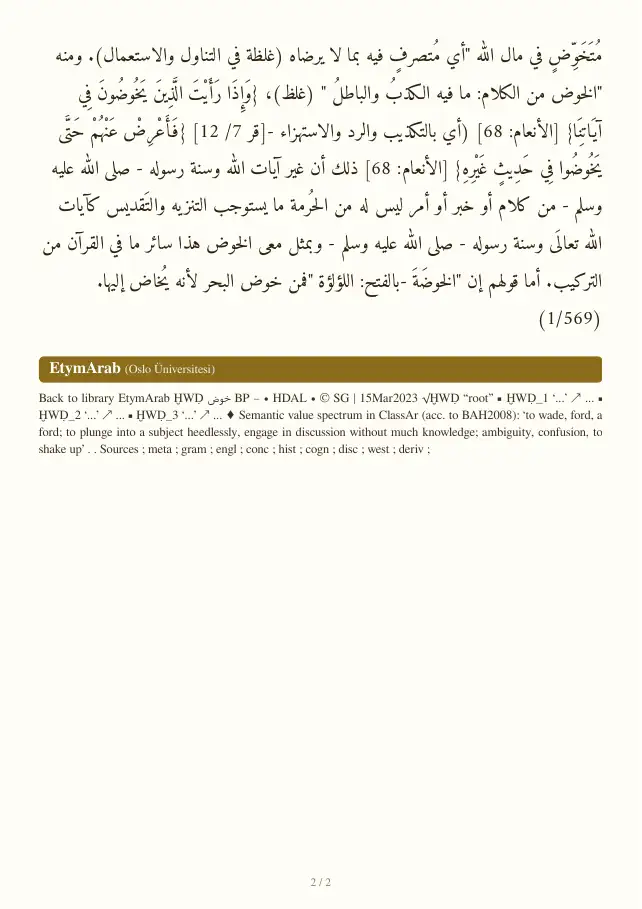 مُتَخَوِّضٍ في مال الله "أي مُتصرفٍ فيه بما لا يرضاه (غلظة في التناول والاستعمال). ومنه
"الخوض من الكلام: ما فيه الكذبُ والباطلُ " (غلظ)، {وَإِذَا رَأَيْتَ الَّذِينَ يَخُوضُونَ فِي
آيَاتِنَا} [الأنعام: 68] (أي بالتكذيب والرد والاستهزاء -[قر 7/ 12] {فَأَعْرِضْ عَنْهُمْ حَتَّى
يَخُوضُوا فِي حَدِيثٍ غَيْرِهِ} [الأنعام: 68] ذلك أن غير آيات الله وسنة رسوله - صلى الله عليه
وسلم - من كلام أو خبر أو أمر ليس له من الحُرمة ما يستوجب التنزيه والتَقديس كآيات
الله تعالَى وسنة رسوله - صلى الله عليه وسلم - وبمثل معى الخوض هذا سائر ما في القرآن من
التركيب. أما قولهم إن "الخوضَةَ -بالفتح: اللؤلؤة "فمن خوض البحر لأنه يُخاض إليها.
(1/569)
EtymArab (Oslo Üniversitesi)
Back to library EtymArab ḪWḌ خوض BP – • HDAL • © SG | 15Mar2023 √ḪWḌ “root” ▪ ḪWḌ_1 ‘...’ ↗ ... ▪
ḪWḌ_2 ‘...’ ↗ ... ▪ ḪWḌ_3 ‘...’ ↗ ... ♦ Semantic value spectrum in ClassAr (acc. to BAH2008): ‘to wade, ford, a
ford; to plunge into a subject heedlessly, engage in discussion without much knowledge; ambiguity, confusion, to
shake up’ . . Sources ; meta ; gram ; engl ; conc ; hist ; cogn ; disc ; west ; deriv ;
2 / 2